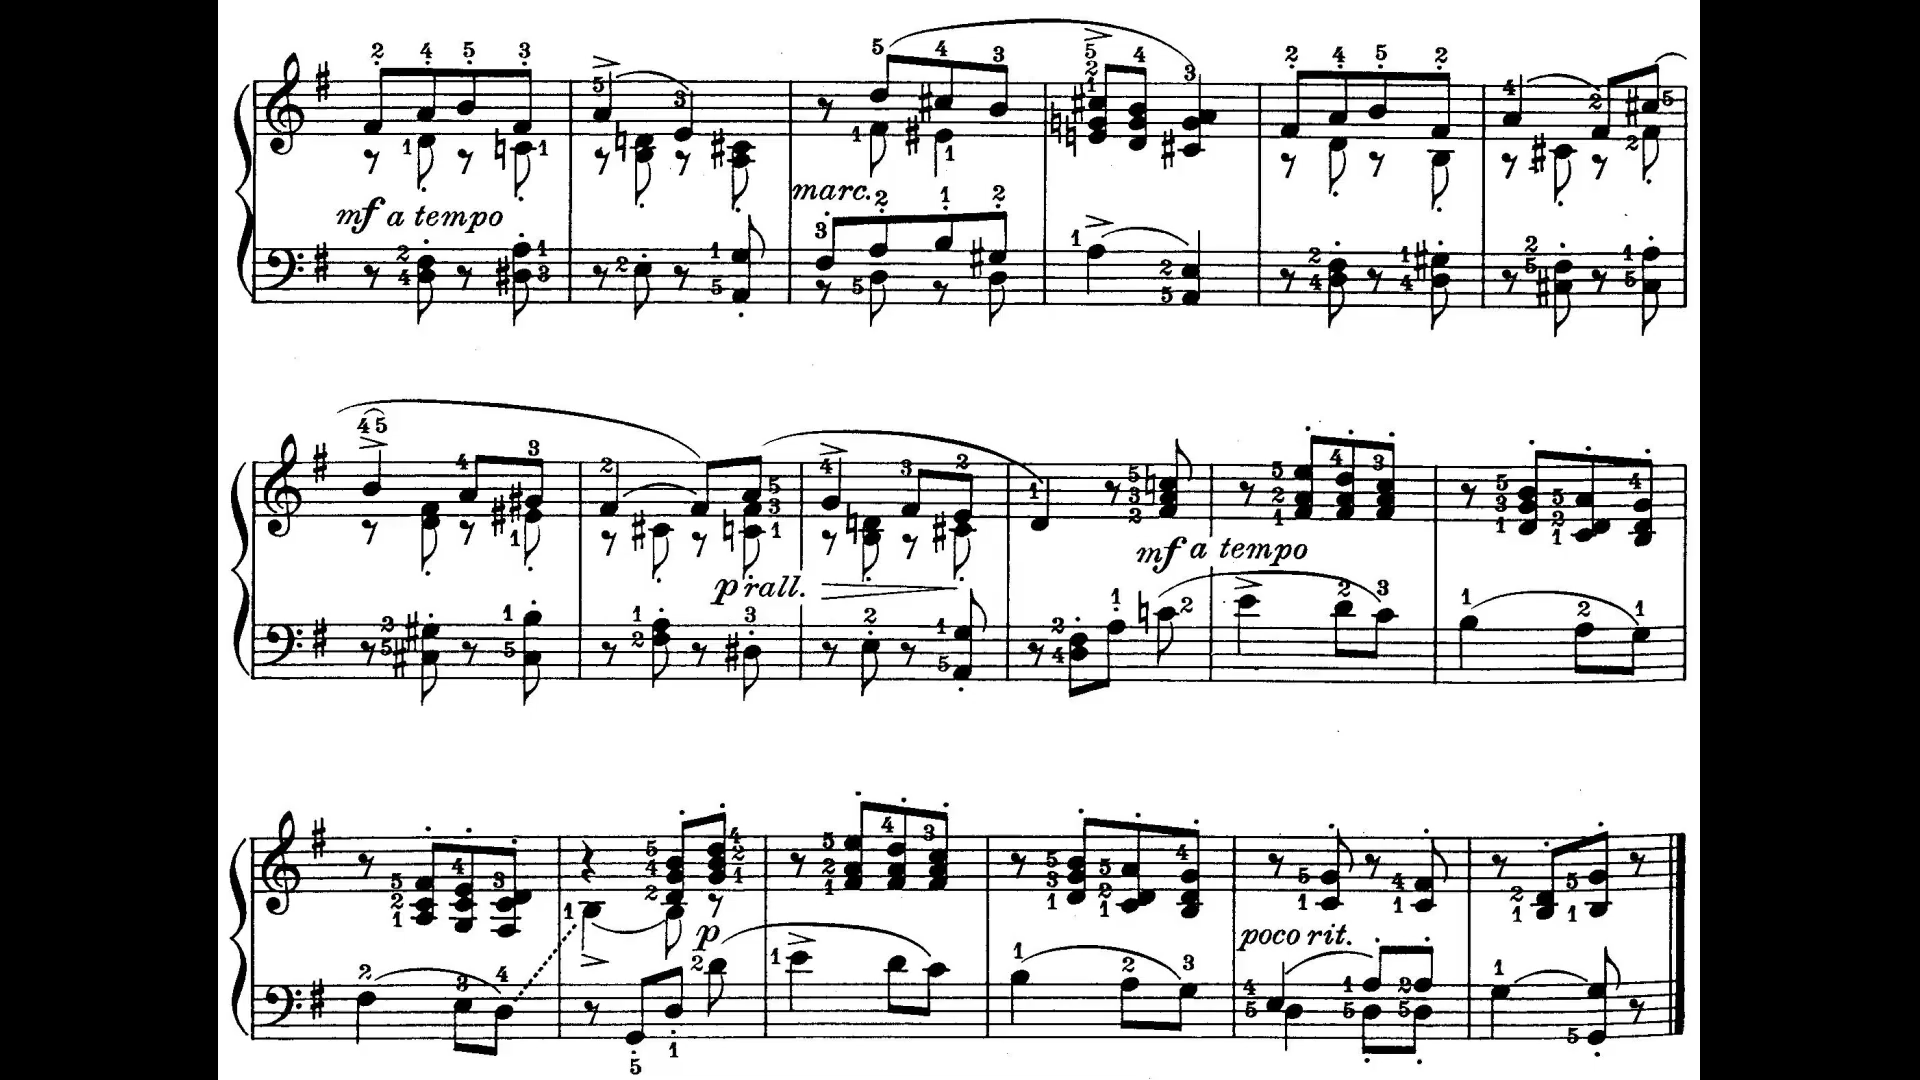 mf a tempo
marc.
p rall.
mf a tempo
p
poco rit.